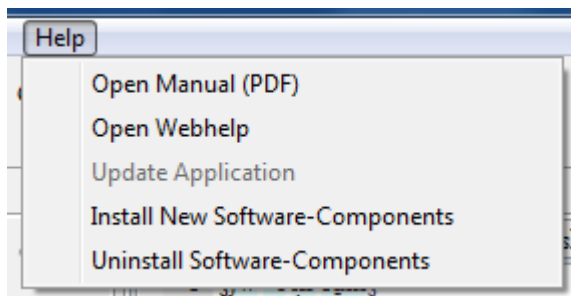 Help
Open Manual (PDF)
Open Webhelp
Update Application
Install New Software-Components
Uninstall Software-Components